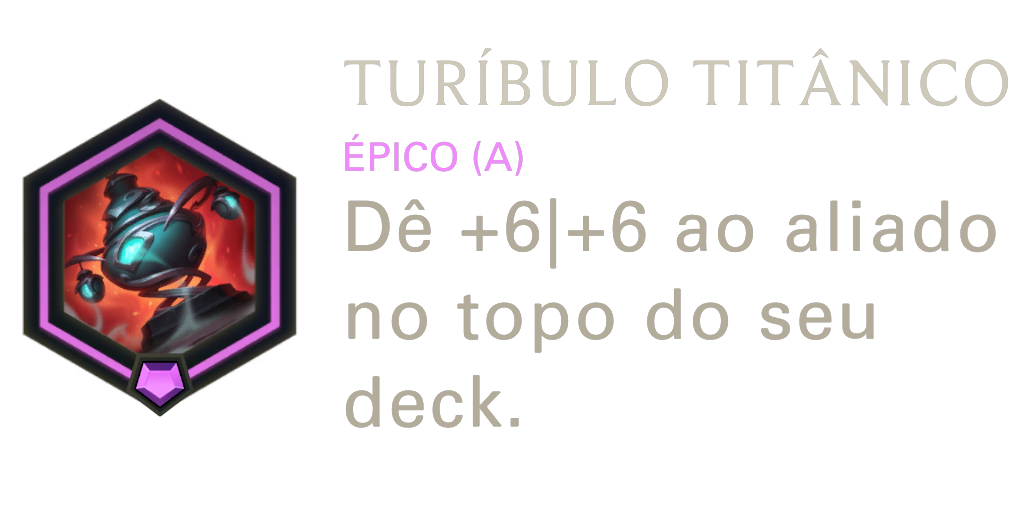 TURÍBULO TITÂNICO
ÉPICO (A)
Dê +6|+6 ao aliado
no topo do seu
deck.